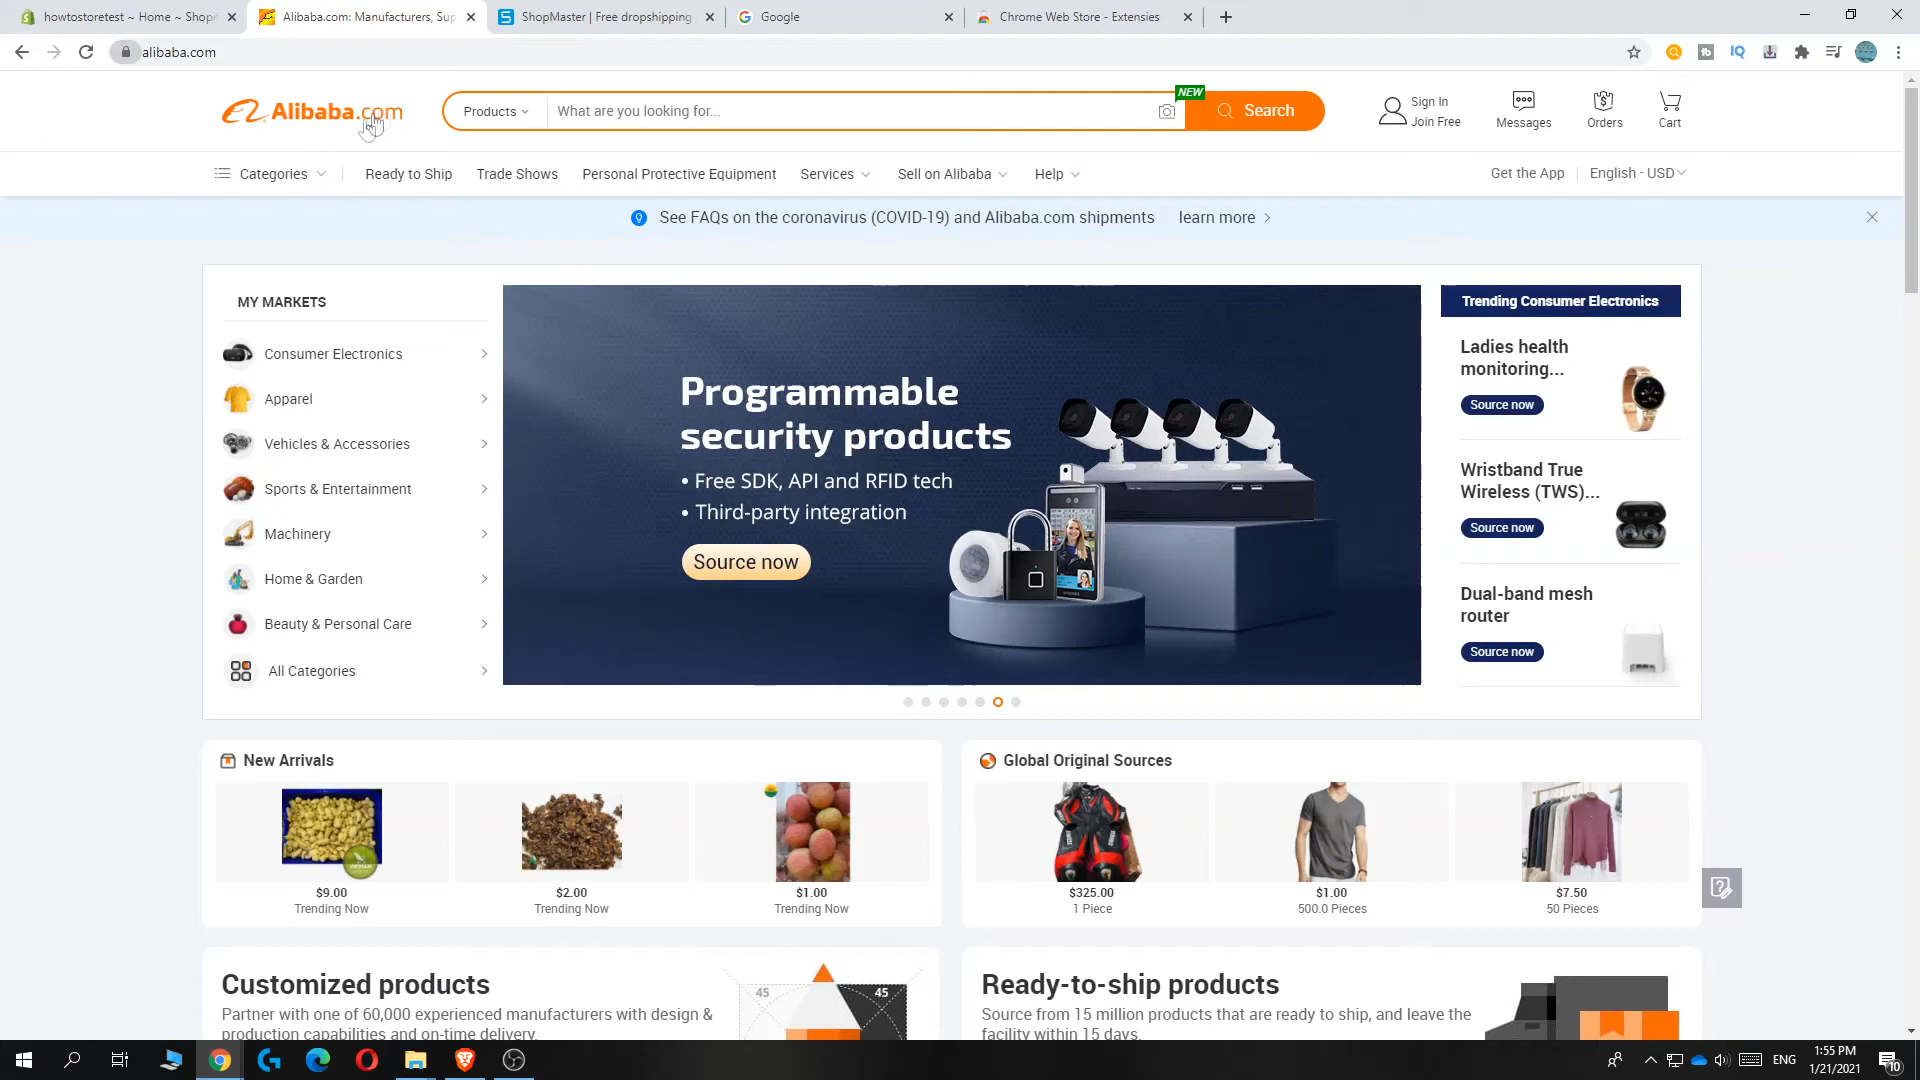 howtostoretest ~ Home ~ Shopi
Alibaba.com: Manufacturers, Sup
ShopMaster | Free dropshipping
Google
Chrome Web Store - Extensies
alibaba.com
Alibaba.com
Products
What are you looking for...
NEW
Search
Sign In
Join Free
Messages
Orders
Cart
Categories
Ready to Ship
Trade Shows
Personal Protective Equipment
Services
Sell on Alibaba
Help
Get the App
English - USD
See FAQs on the coronavirus (COVID-19) and Alibaba.com shipments learn more
MY MARKETS
Consumer Electronics
Apparel
Vehicles & Accessories
Sports & Entertainment
Machinery
Home & Garden
Beauty & Personal Care
All Categories
Programmable
security products
• Free SDK, API and RFID tech
• Third-party integration
Source now
Trending Consumer Electronics
Ladies health
monitoring...
Source now
Wristband True
Wireless (TWS)...
Source now
Dual-band mesh
router
Source now
New Arrivals
$9.00
Trending Now
$2.00
Trending Now
$1.00
Trending Now
Global Original Sources
$325.00
1 Piece
$1.00
500.0 Pieces
$7.50
50 Pieces
Customized products
Partner with one of 60,000 experienced manufacturers with design &
production capabilities and on-time delivery.
45
45
Ready-to-ship products
Source from 15 million products that are ready to ship, and leave the
facility within 15 days.
ENG
1:55 PM
1/21/2021
10